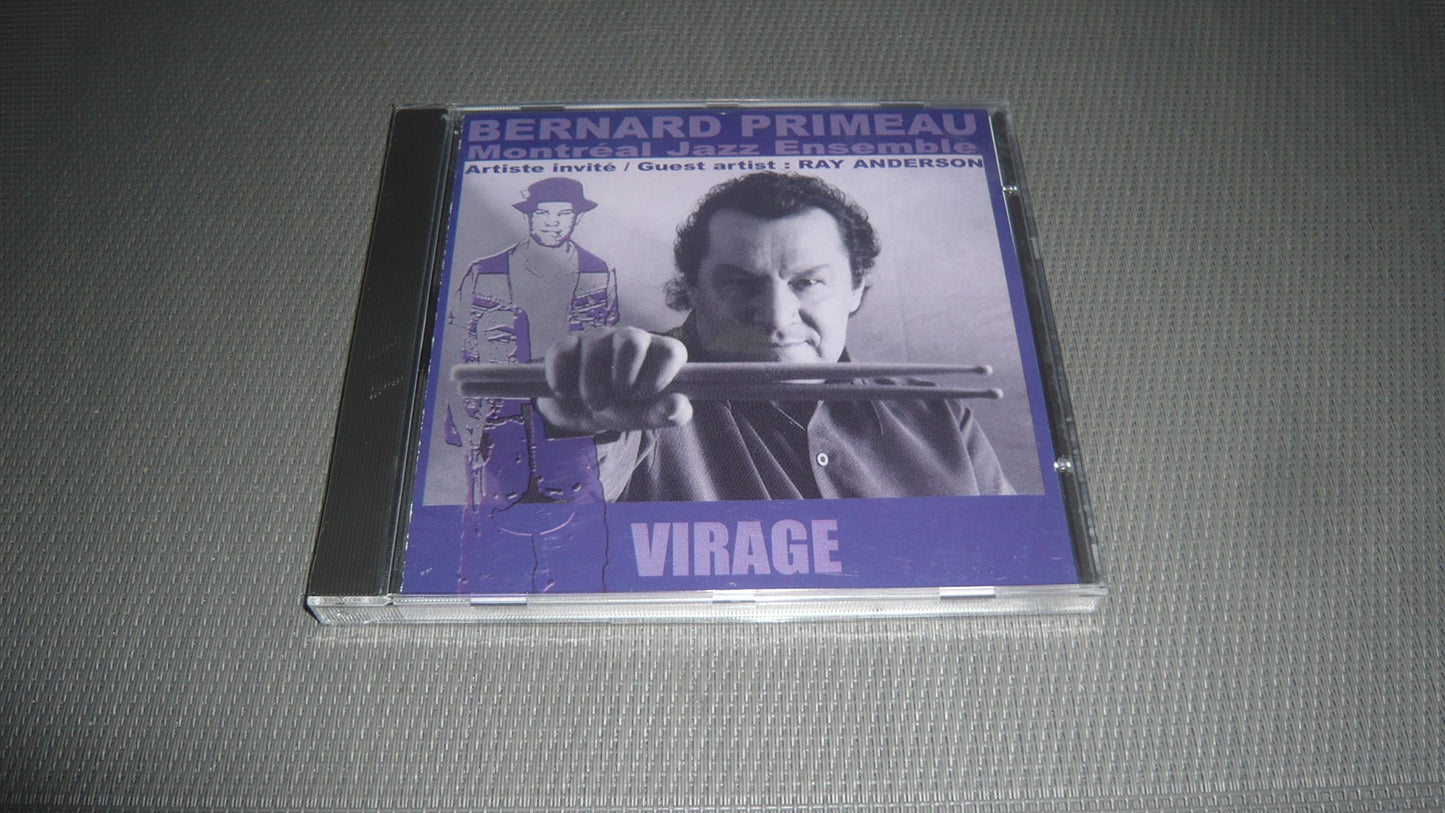 BERNARD PRIMEAU
Montréal Jazz Ensemble
Artiste invité / Guest artist : RAY ANDERSON
VIRAGE